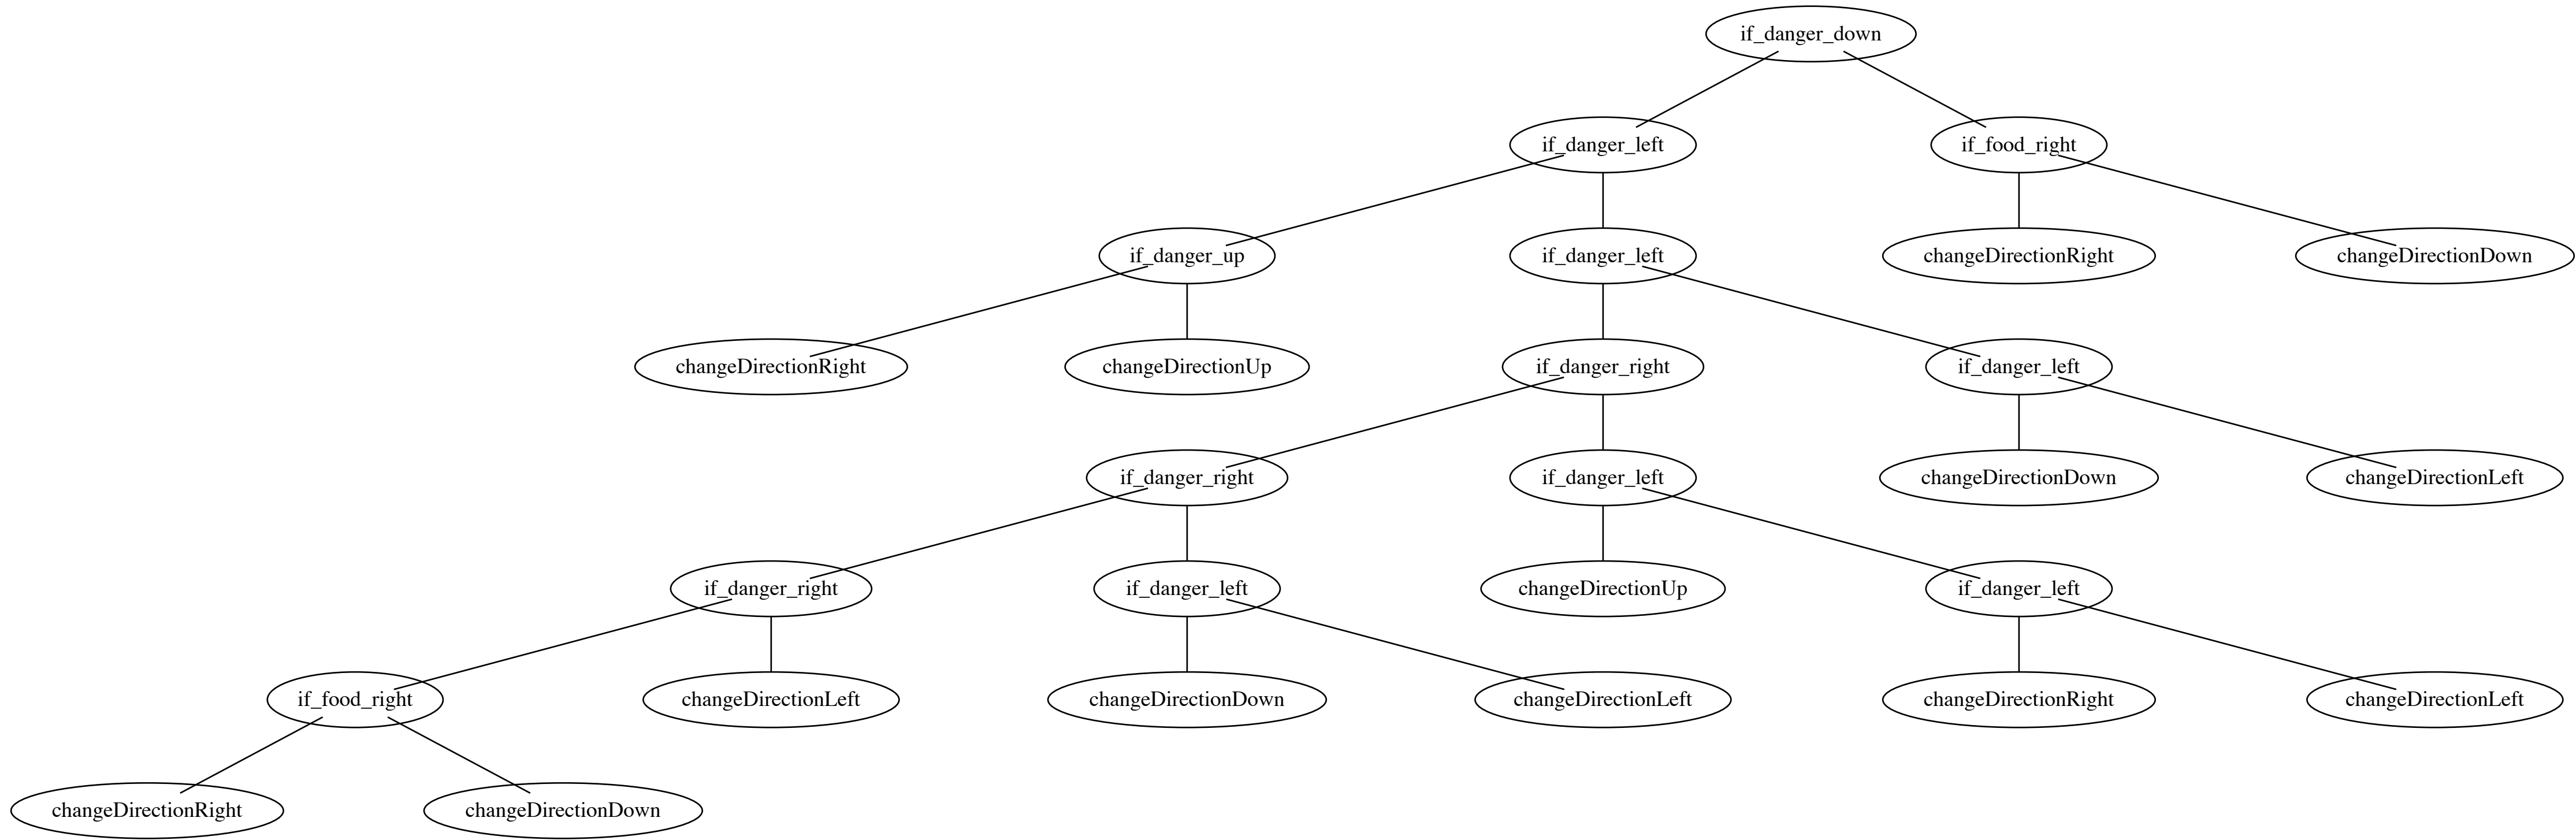 if_danger_down
if_danger_left
if_food_right
if_danger_up
if_danger_left
changeDirectionRight
changeDirectionDown
changeDirectionRight
changeDirectionUp
if_danger_right
if_danger_left
if_danger_right
if_danger_left
changeDirectionDown
changeDirectionLeft
if_danger_right
if_danger_left
changeDirectionUp
if_danger_left
if_food_right
changeDirectionLeft
changeDirectionDown
changeDirectionLeft
changeDirectionRight
changeDirectionLeft
changeDirectionRight
changeDirectionDown